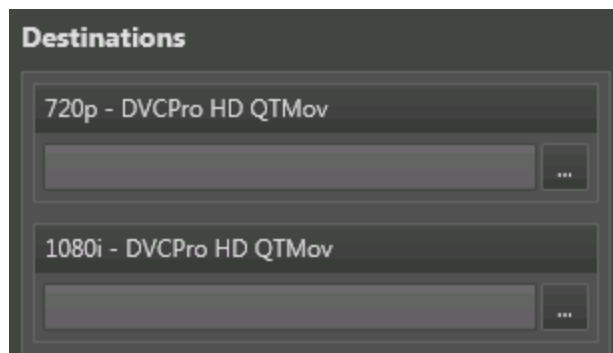 Destinations
720p - DVCPro HD QTMov
...
1080i - DVCPro HD QTMov
...